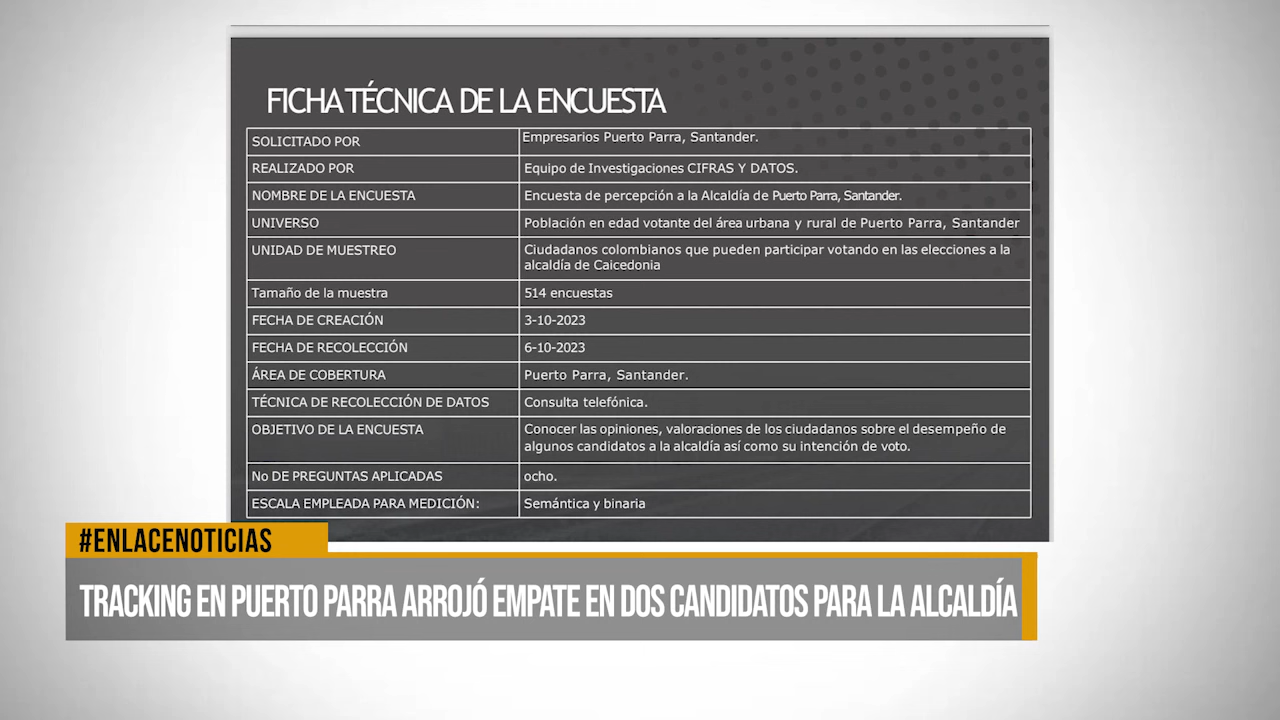 FICHA TÉCNICA DE LA ENCUESTA
SOLICITADO POR
Empresarios Puerto Parra, Santander.
REALIZADO POR
Equipo de Investigaciones CIFRAS Y DATOS.
NOMBRE DE LA ENCUESTA
Encuesta de percepción a la Alcaldía de Puerto Parra, Santander.
UNIVERSO
Población en edad votante del área urbana y rural de Puerto Parra, Santander
UNIDAD DE MUESTREO
Ciudadanos colombianos que pueden participar votando en las elecciones a la
alcaldía de Caicedonia
Tamaño de la muestra
514 encuestas
FECHA DE CREACIÓN
3-10-2023
FECHA DE RECOLECCIÓN
6-10-2023
ÁREA DE COBERTURA
Puerto Parra, Santander.
TÉCNICA DE RECOLECCIÓN DE DATOS
Consulta telefónica.
OBJETIVO DE LA ENCUESTA
Conocer las opiniones, valoraciones de los ciudadanos sobre el desempeño de
algunos candidatos a la alcaldía así como su intención de voto.
No DE PREGUNTAS APLICADAS
ocho.
ESCALA EMPLEADA PARA MEDICIÓN:
Semántica y binaria
#ENLACENOTICIAS
TRACKING EN PUERTO PARRA ARROJÓ EMPATE EN DOS CANDIDATOS PARA LA ALCALDÍA